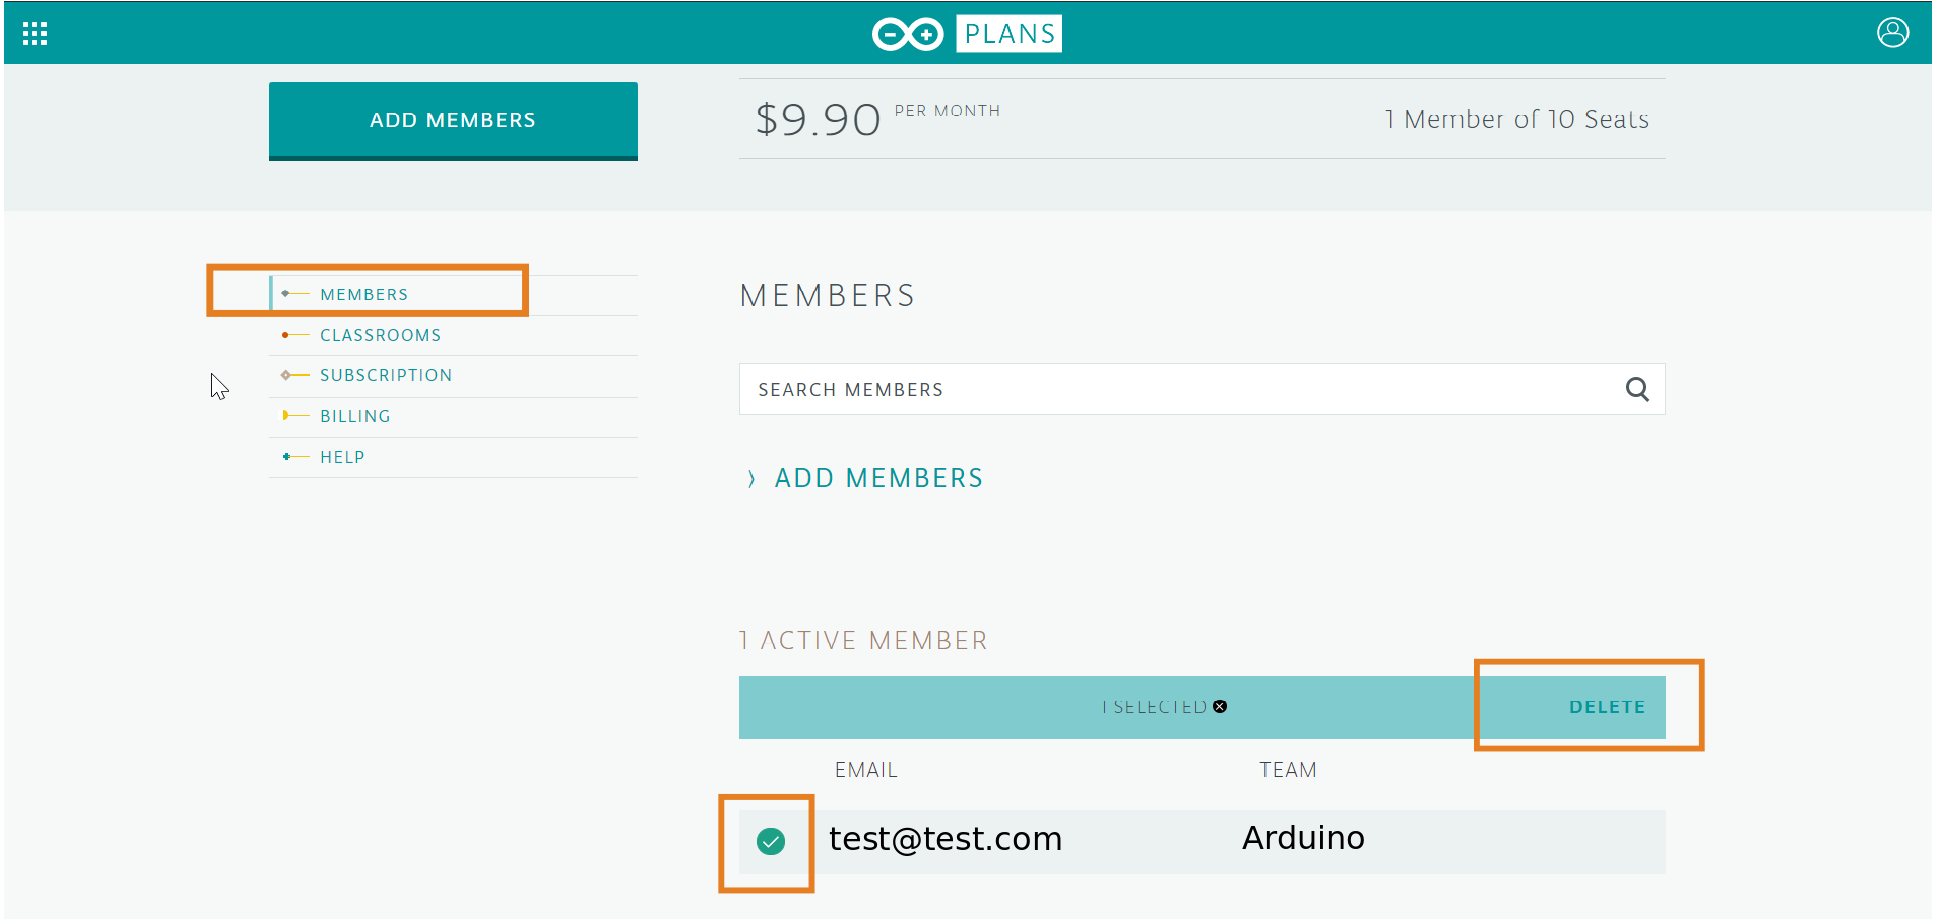 PLANS
ADD MEMBERS
$9.90 PER MONTH
1 Member of 10 Seats
MEMBERS
CLASSROOMS
SUBSCRIPTION
BILLING
HELP
MEMBERS
SEARCH MEMBERS
ADD MEMBERS
1 ACTIVE MEMBER
1 SELECTED
DELETE
EMAIL TEAM
test@test.com Arduino